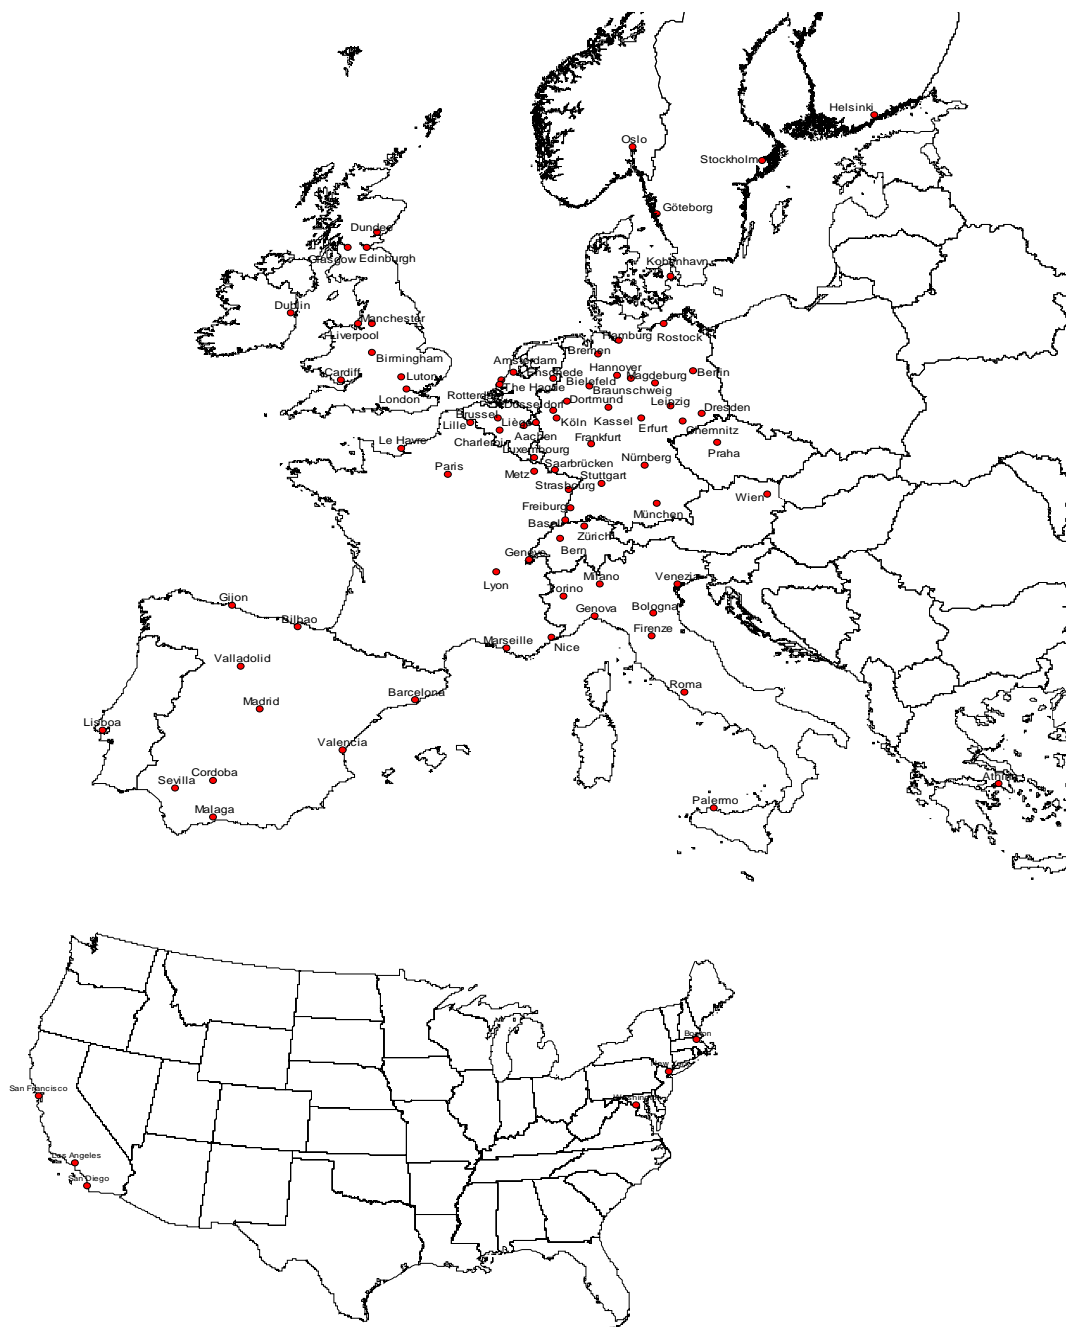 Helsinki
Oslo
Stockholm
Göteborg
Dundee
Glasgow
Edinburgh
Kobenhavn
Dublin
Manchester
Liverpool
Hamburg
Rostock
Bremen
Birmingham
Amsterdam
Enschede
Hannover
Berlin
Cardiff
Luton
The Hague
Bielefeld
Magdeburg
London
Rotterdam
Braunschweig
Düsseldorf
Dortmund
Leipzig
Dresden
Brussel
Lille
Liège
Köln
Kassel
Erfurt
Chemnitz
Le Havre
Charleroi
Aachen
Frankfurt
Luxembourg
Praha
Paris
Metz
Saarbrücken
Nürnberg
Strasbourg
Stuttgart
Wien
Freiburg
München
Basel
Zürich
Bern
Genève
Lyon
Milano
Venezia
Torino
Gijon
Bilbao
Genova
Bologna
Firenze
Marseille
Nice
Valladolid
Roma
Barcelona
Madrid
Lisboa
Valencia
Cordoba
Sevilla
Malaga
Palermo
Boston
New York
San Francisco
Washington
Los Angeles
San Diego